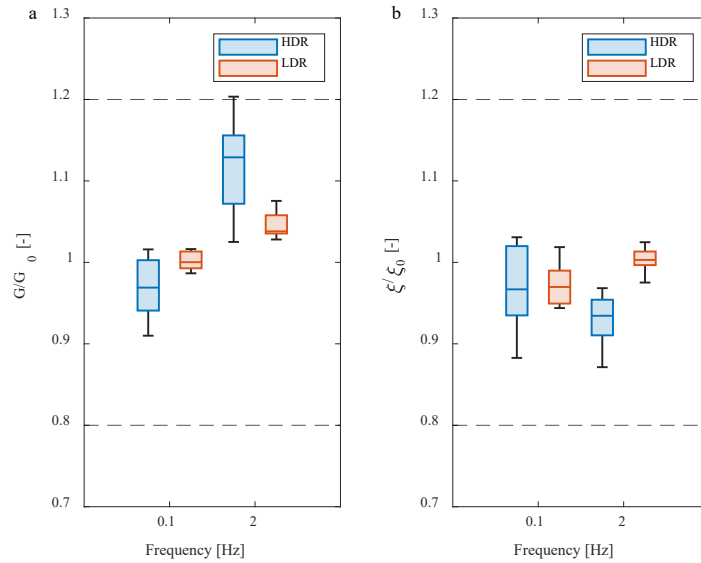 a
1.3
1.2
1.1
1
0.9
0.8
0.7
G/G 0 [-]
0.1
2
Frequency [Hz]
HDR
LDR
b
1.3
1.2
1.1
1
0.9
0.8
0.7
ξ/ξ0 [-]
0.1
2
Frequency [Hz]
HDR
LDR